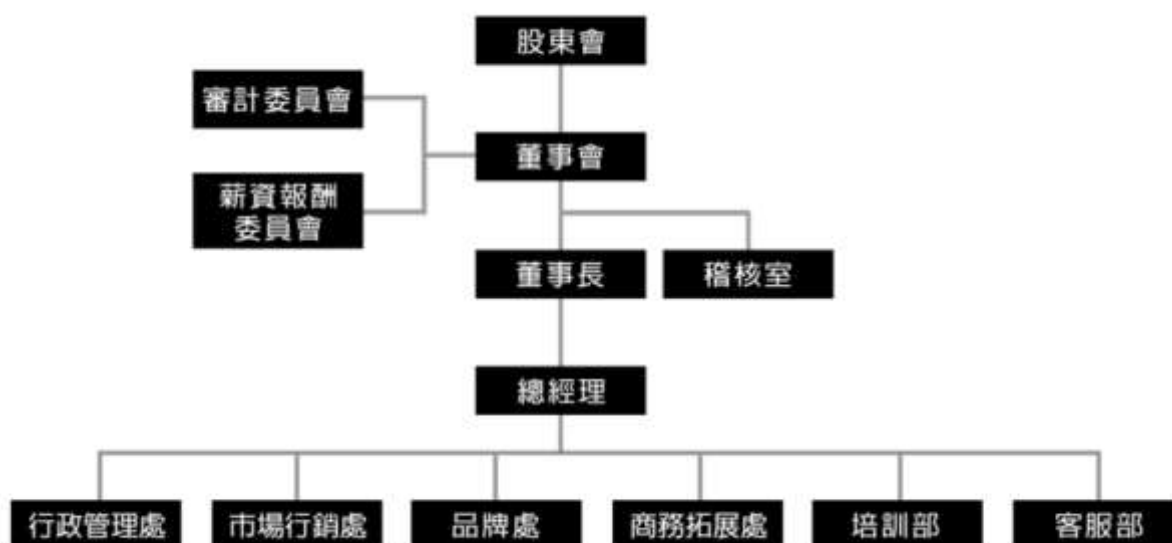 股東會
審計委員會
董事會
薪資報酬
委員會
董事長
稽核室
總經理
行政管理處
市場行銷處
品牌處
商務拓展處
培訓部
客服部